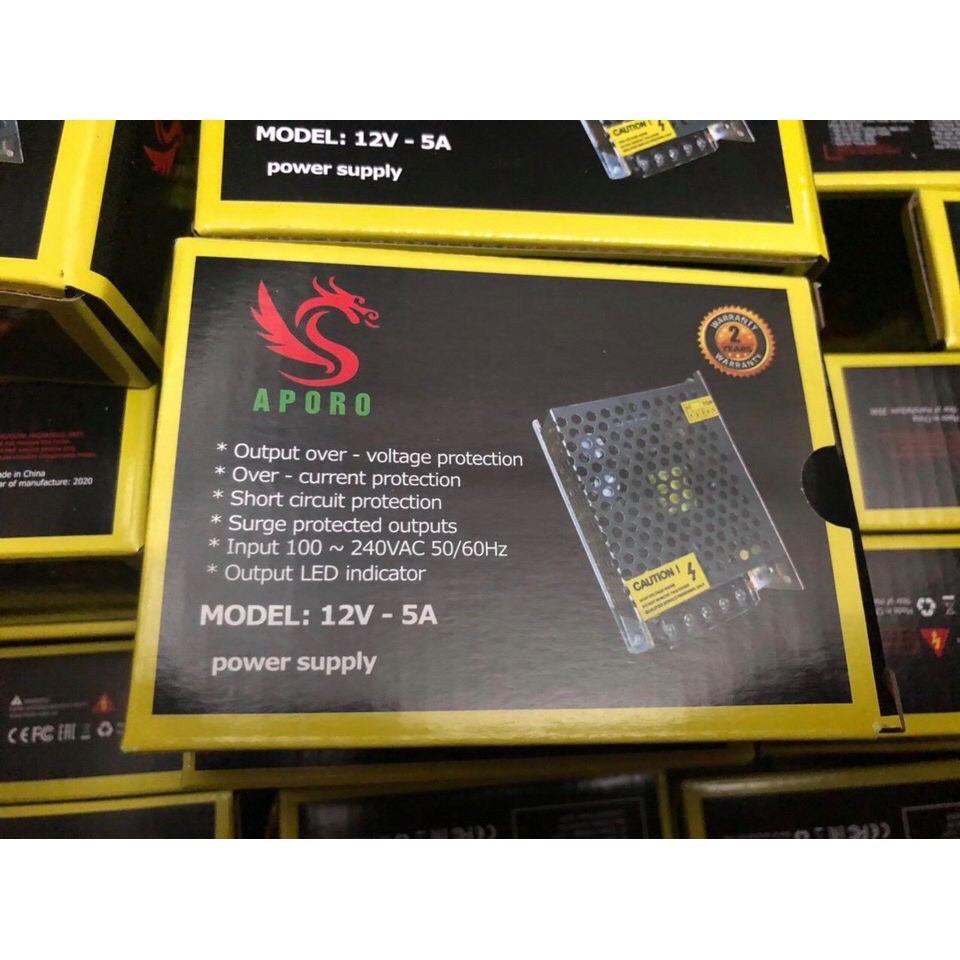 MODEL: 12V - 5A
power supply
CAUTION !
APORO
WARRANTY
2
YEARS
WARRANTY
* Output over - voltage protection
* Over - current protection
* Short circuit protection
* Surge protected outputs
* Input 100 ~ 240VAC 50/60Hz
* Output LED indicator
CAUTION !
MODEL: 12V - 5A
power supply
Made in China
of manufacture: 2020
CE FC EAC